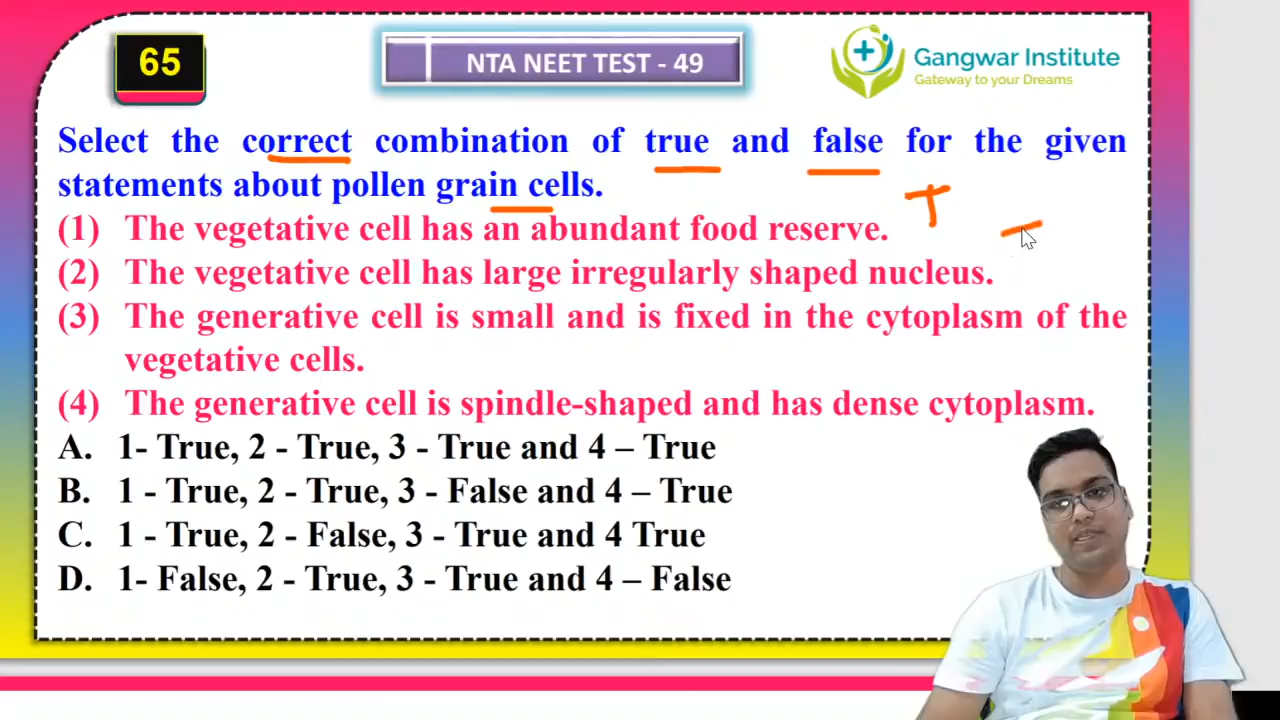 65
NTA NEET TEST - 49
Gangwar Institute
Gateway to your Dreams
Select the correct combination of true and false for the given
statements about pollen grain cells.
T
(1) The vegetative cell has an abundant food reserve.
(2) The vegetative cell has large irregularly shaped nucleus.
(3) The generative cell is small and is fixed in the cytoplasm of the
vegetative cells.
(4) The generative cell is spindle-shaped and has dense cytoplasm.
A. 1- True, 2 - True, 3 - True and 4 – True
B. 1 - True, 2 - True, 3 - False and 4 – True
C. 1 - True, 2 - False, 3 - True and 4 True
D. 1- False, 2 - True, 3 - True and 4 – False